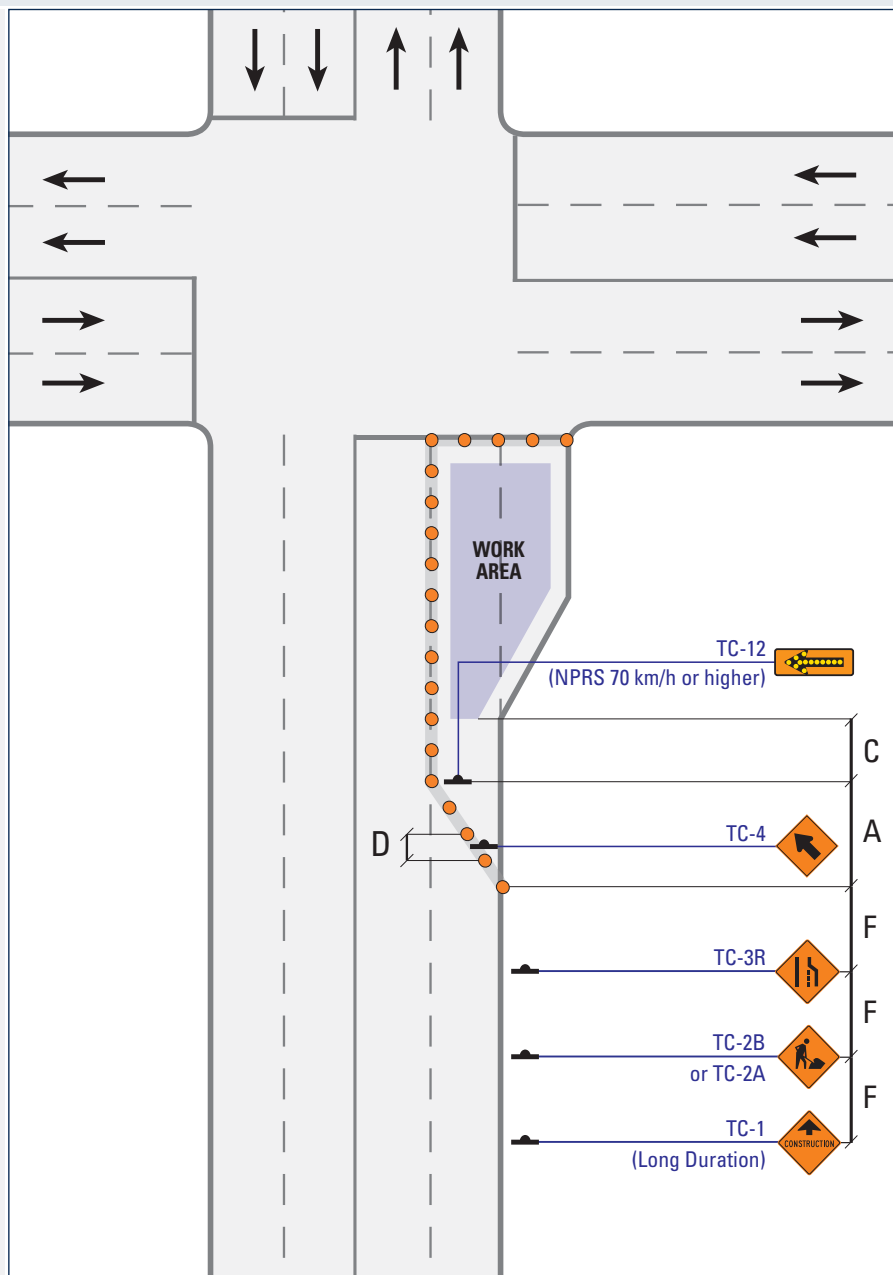 WORK
AREA
TC-12
(NPRS 70 km/h or higher)
C
D
TC-4
A
F
TC-3R
F
TC-2B
or TC-2A
F
TC-1
CONSTRUCTION
(Long Duration)